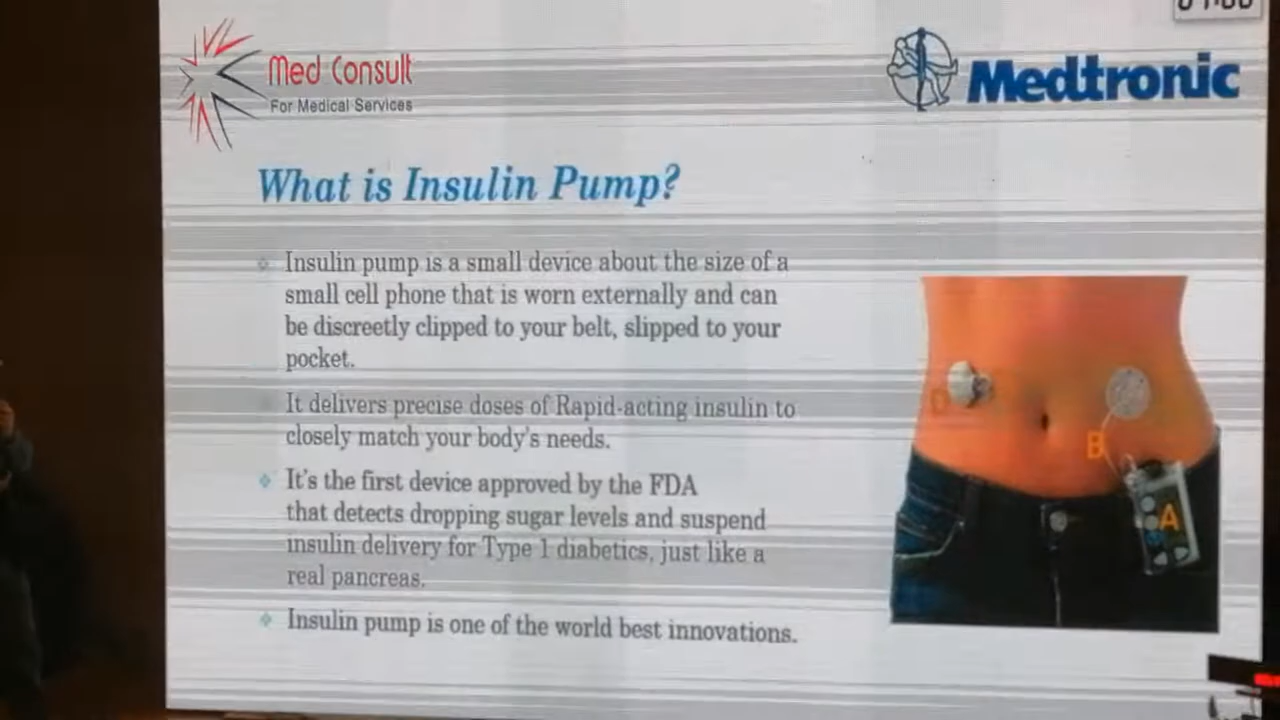 Med Consult
For Medical Services
Medtronic
What is Insulin Pump?
Insulin pump is a small device about the size of a
small cell phone that is worn externally and can
be discreetly clipped to your belt, slipped to your
pocket.
It delivers precise doses of Rapid-acting insulin to
closely match your body's needs.
It's the first device approved by the FDA
that detects dropping sugar levels and suspend
insulin delivery for Type 1 diabetics, just like a
real pancreas.
Insulin pump is one of the world best innovations.
B
A